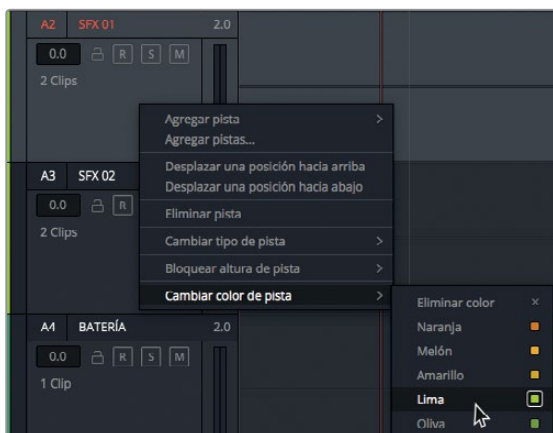 A2 SFX 01 2.0
0.0 R S M
2 Clips
Agregar pista >
Agregar pistas...
Desplazar una posición hacia arriba
Desplazar una posición hacia abajo
Eliminar pista
Cambiar tipo de pista >
Bloquear altura de pista >
Cambiar color de pista >
A3 SFX 02
0.0 R
2 Clips
Eliminar color ×
Naranja
Melón
Amarillo
Lima
Oliva
A4 BATERÍA 2.0
0.0 R S M
1 Clip